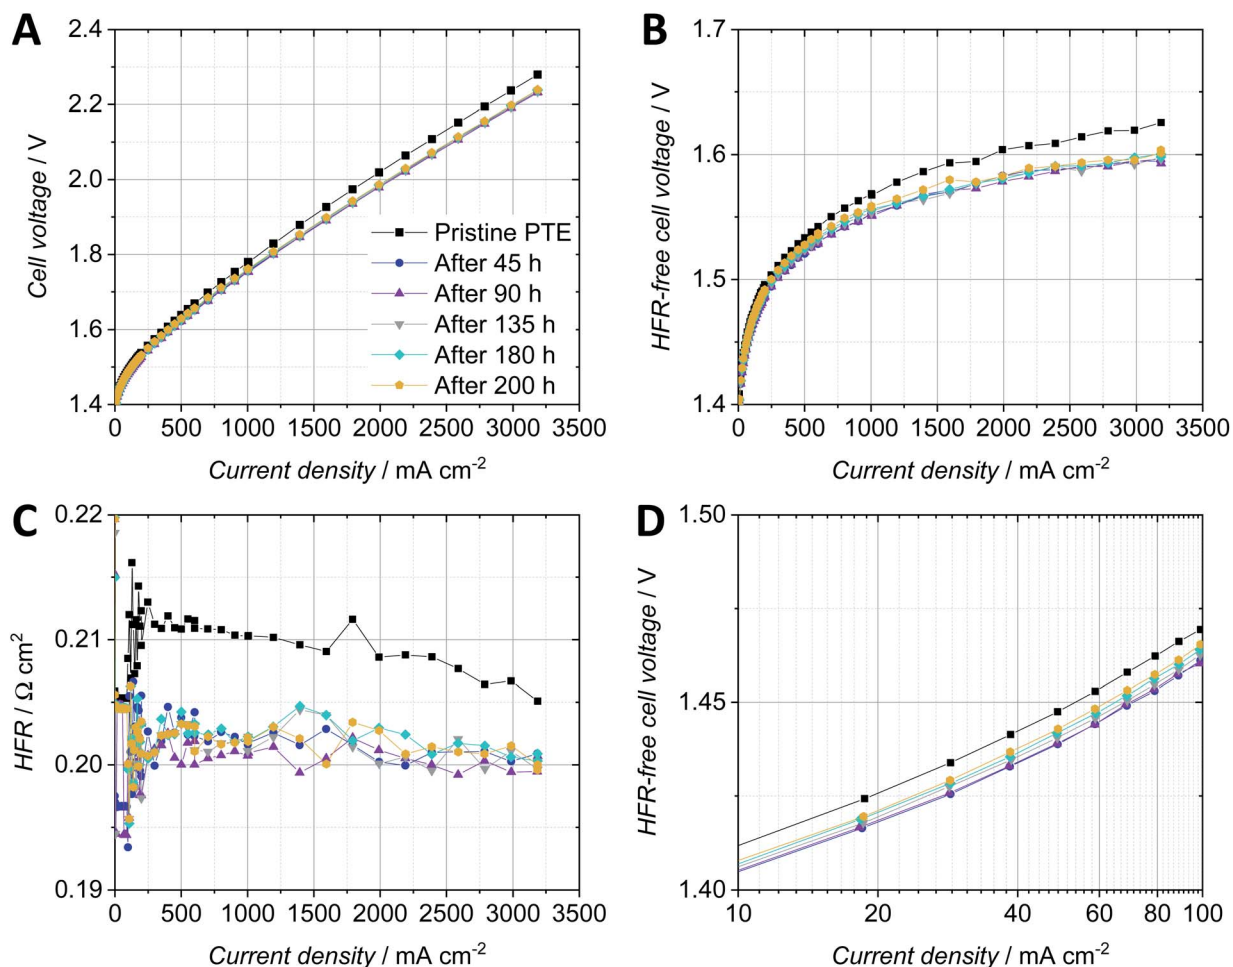 A
Cell voltage / V
2.4
2.2
2.0
1.8
1.6
1.4
Pristine PTE
After 45 h
After 90 h
After 135 h
After 180 h
After 200 h
0 500 1000 1500 2000 2500 3000 3500
Current density / mA cm⁻²
B
HFR-free cell voltage / V
1.7
1.6
1.5
1.4
0 500 1000 1500 2000 2500 3000 3500
Current density / mA cm⁻²
C
HFR / Ω cm²
0.22
0.21
0.20
0.19
0 500 1000 1500 2000 2500 3000 3500
Current density / mA cm⁻²
D
HFR-free cell voltage / V
1.50
1.45
1.40
10 20 40 60 80 100
Current density / mA cm⁻²